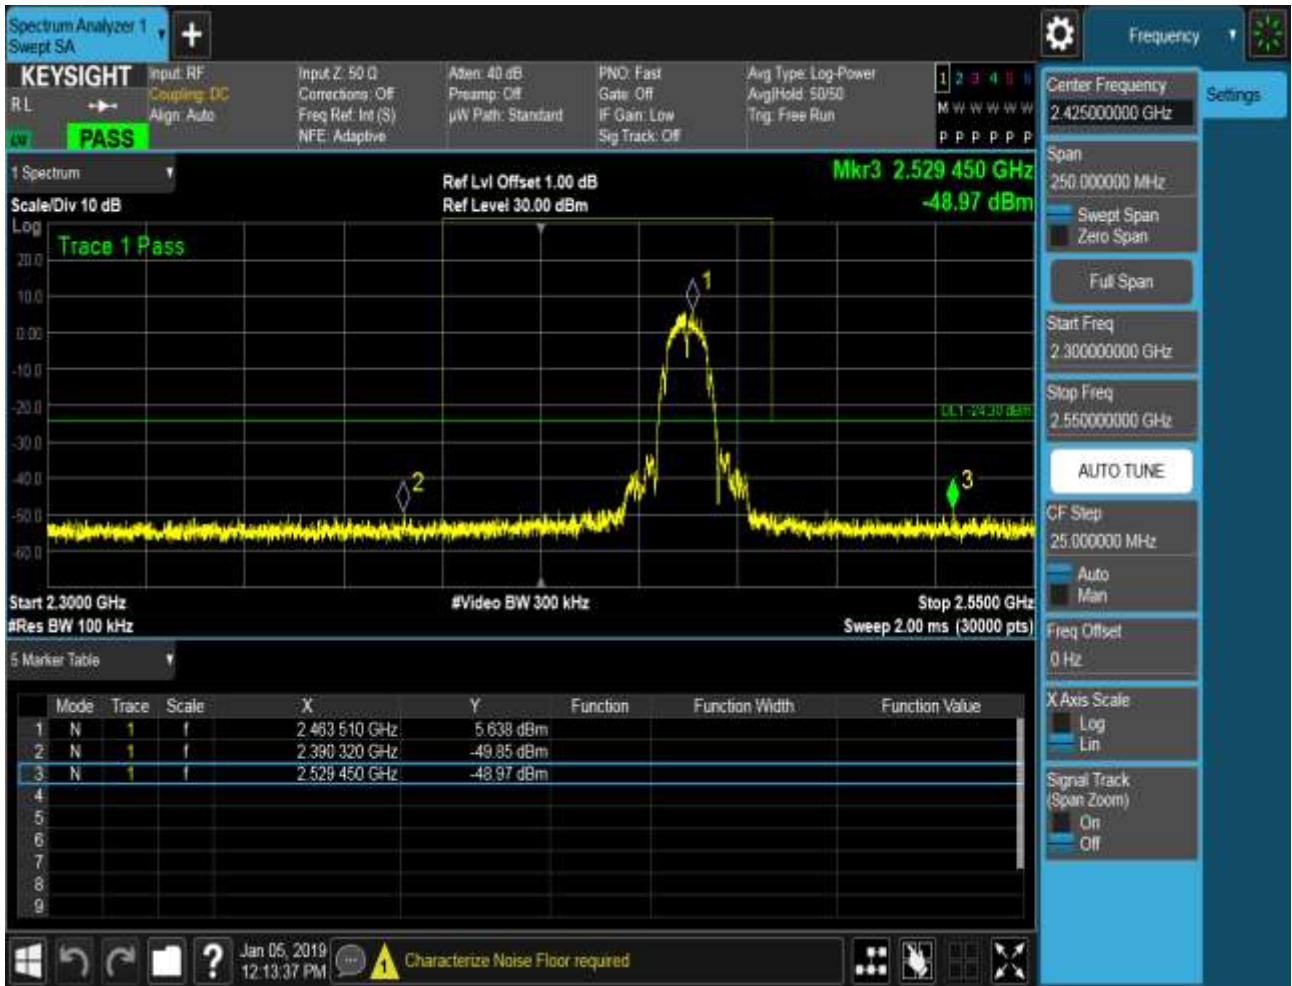 Spectrum Analyzer 1
Swept SA
+
Frequency
KEYSIGHT
R L
PASS
Input: RF
Coupling: DC
Align: Auto
Input Z: 50 Ω
Corrections: Off
Freq Ref: Int (S)
NFE: Adaptive
Atten: 40 dB
Preamp: Off
µW Path: Standard
PNO: Fast
Gate: Off
IF Gain: Low
Sig Track: Off
Avg Type: Log-Power
Avg|Hold: 50/50
Trig: Free Run
1 2 3 4 5 6
M W W W W W
P P P P P P
1 Spectrum
Scale/Div 10 dB
Ref Lvl Offset 1.00 dB
Ref Level 30.00 dBm
Mkr3 2.529 450 GHz
-48.97 dBm
Log
Trace 1 Pass
20.0
10.0
0.00
-10.0
-20.0
-30.0
-40.0
-50.0
-60.0
1
2
3
DL1 -24.30 dBm
Start 2.3000 GHz
#Video BW 300 kHz
Stop 2.5500 GHz
#Res BW 100 kHz
Sweep 2.00 ms (30000 pts)
5 Marker Table
Mode Trace Scale X Y Function Function Width Function Value
1 N 1 f 2.463 510 GHz 5.638 dBm
2 N 1 f 2.390 320 GHz -49.85 dBm
3 N 1 f 2.529 450 GHz -48.97 dBm
4
5
6
7
8
9
Jan 05, 2019
12:13:37 PM
?
1
Characterize Noise Floor required
Settings
Center Frequency
2.425000000 GHz
Span
250.000000 MHz
Swept Span
Zero Span
Full Span
Start Freq
2.300000000 GHz
Stop Freq
2.550000000 GHz
AUTO TUNE
CF Step
25.000000 MHz
Auto
Man
Freq Offset
0 Hz
X Axis Scale
Log
Lin
Signal Track
(Span Zoom)
On
Off